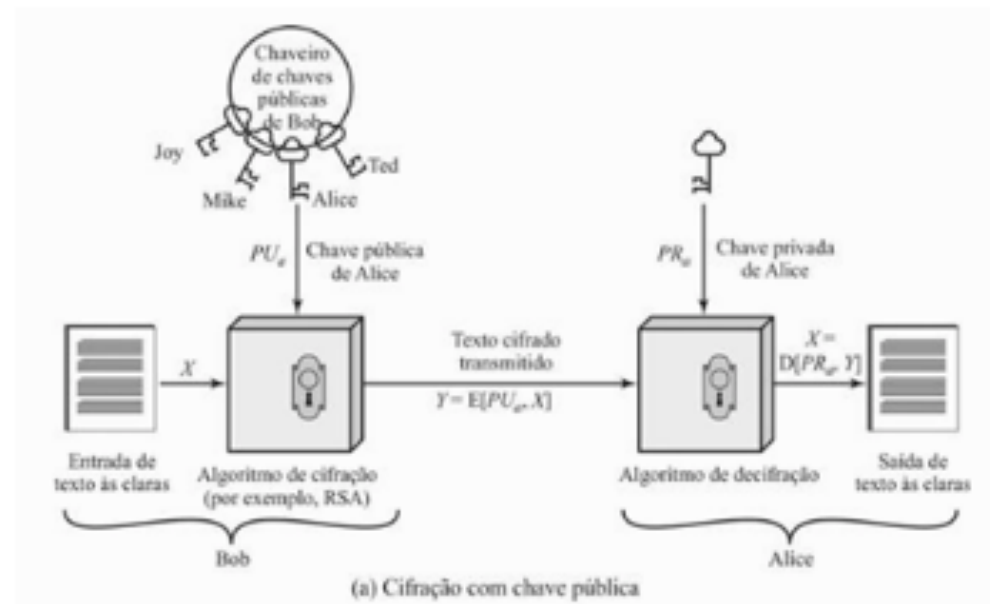 Chaveiro
de chaves
públicas
de Bob
Joy
Mike
Alice
Ted
PUa
Chave pública
de Alice
PRa
Chave privada
de Alice
X
Texto cifrado
transmitido
Y = E[PUa, X]
X =
D[PRa, Y]
Entrada de
texto às claras
Algoritmo de cifração
(por exemplo, RSA)
Algoritmo de decifração
Saída de
texto às claras
Bob
Alice
(a) Cifração com chave pública